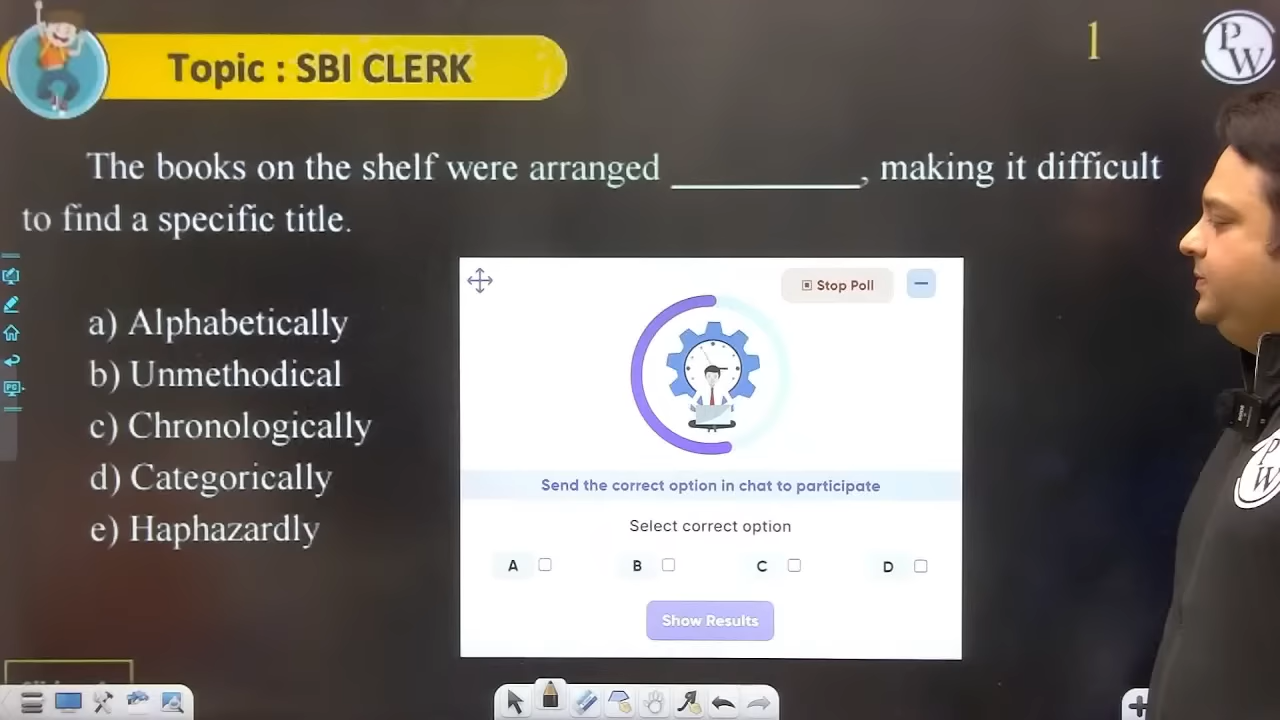 Topic : SBI CLERK
1
PW
The books on the shelf were arranged __________, making it difficult
to find a specific title.
a) Alphabetically
b) Unmethodical
c) Chronologically
d) Categorically
e) Haphazardly
Stop Poll
Send the correct option in chat to participate
Select correct option
A
B
C
D
Show Results
PW